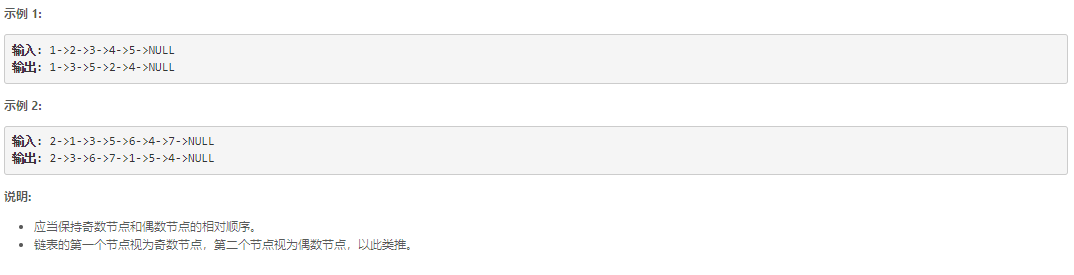 示例 1:
输入: 1->2->3->4->5->NULL
输出: 1->3->5->2->4->NULL
示例 2:
输入: 2->1->3->5->6->4->7->NULL
输出: 2->3->6->7->1->5->4->NULL
说明:
应当保持奇数节点和偶数节点的相对顺序。
链表的第一个节点视为奇数节点，第二个节点视为偶数节点，以此类推。